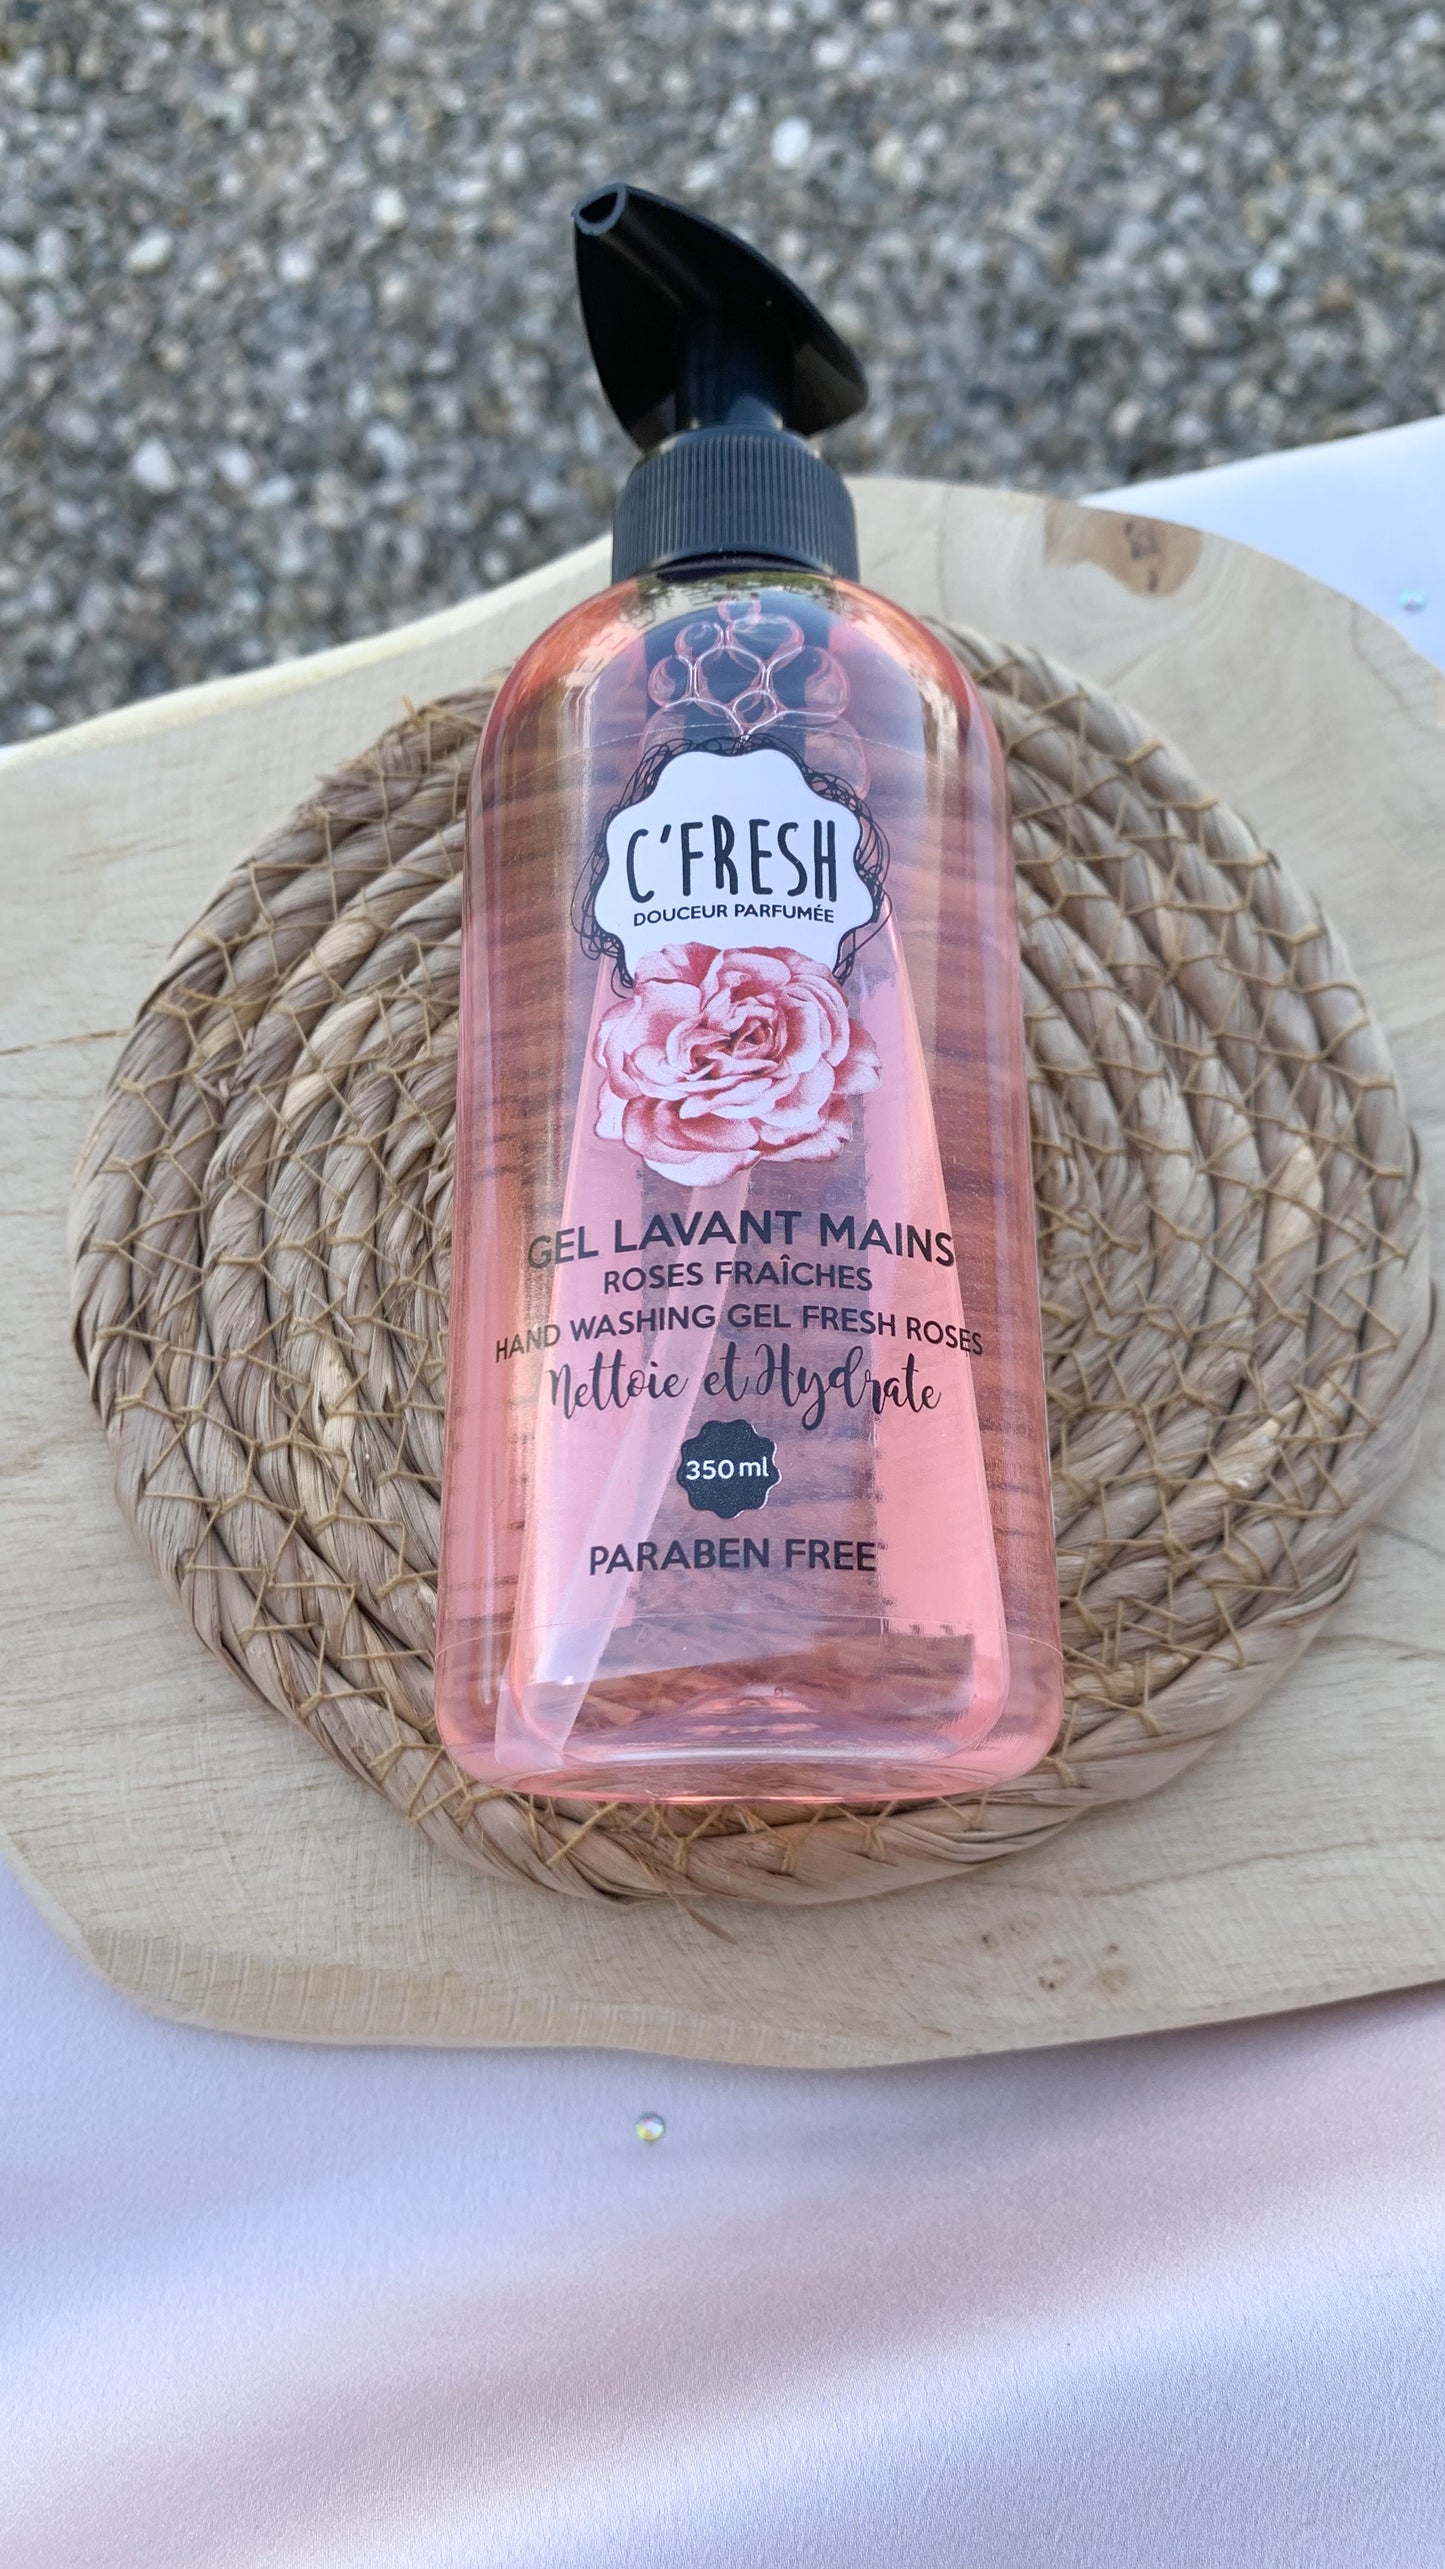 C'FRESH
DOUCEUR PARFUMÉE
GEL LAVANT MAINS
ROSES FRAÎCHES
HAND WASHING GEL FRESH ROSES
Nettoie et Hydrate
350 ml
PARABEN FREE